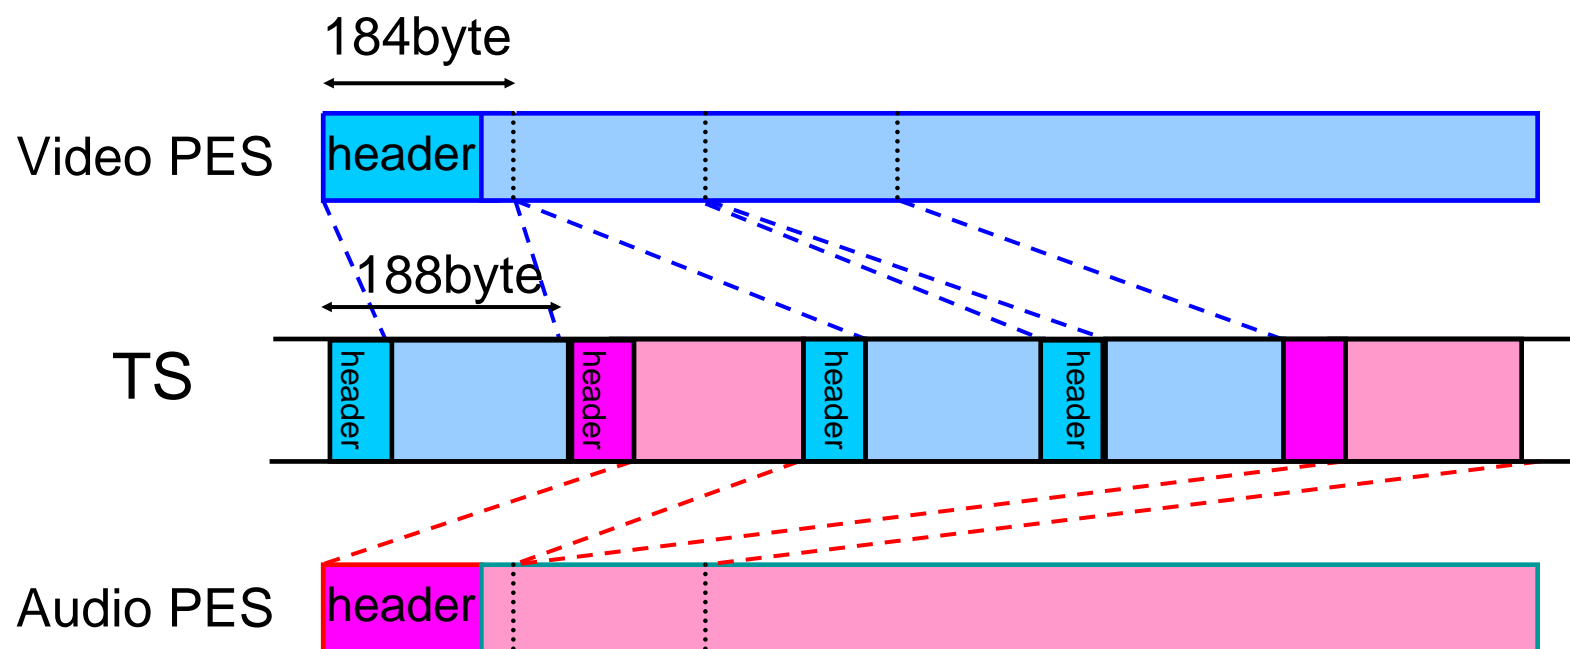 184byte
Video PES
header
188byte
TS
header
header
header
header
Audio PES
header